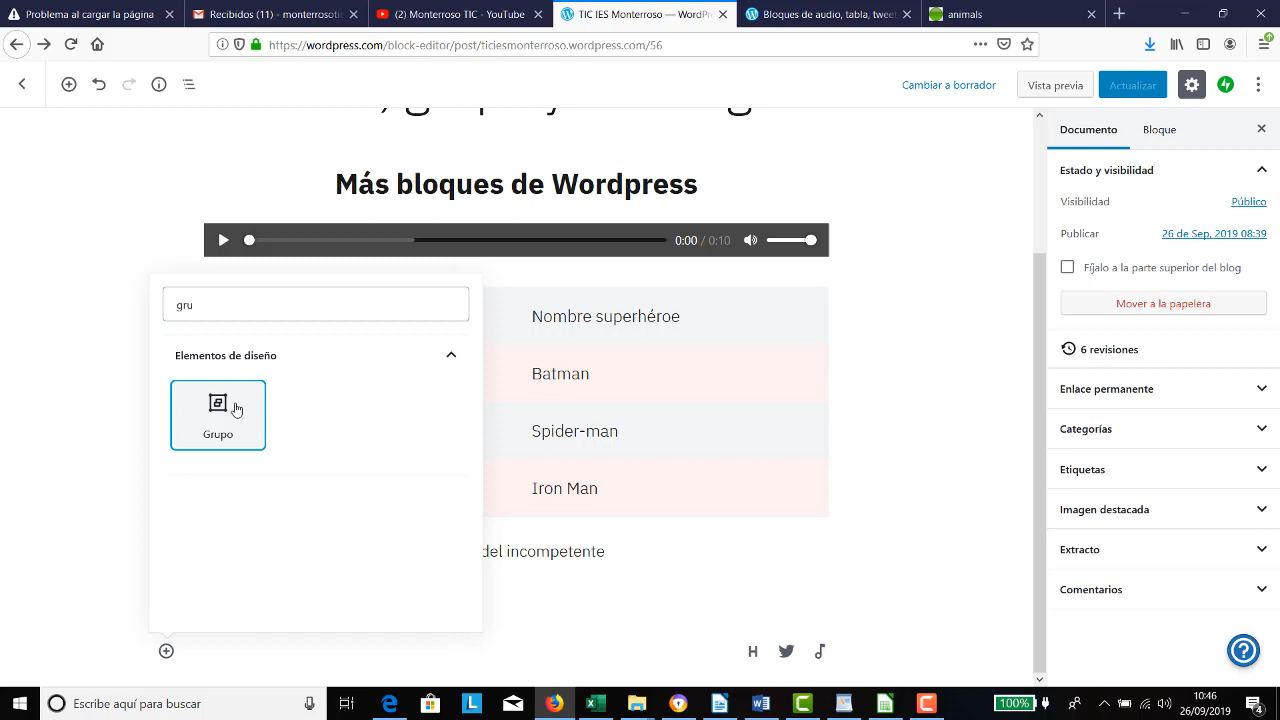 Problema al cargar la página
Recibidos (11) - monterrosotic
(2) Monterroso TIC - YouTube
TIC IES Monterroso — WordPr
Bloques de audio, tabla, tweet
animals
https://wordpress.com/block-editor/post/ticiesmonterroso.wordpress.com/56
Cambiar a borrador
Vista previa
Actualizar
Más bloques de Wordpress
0:00 / 0:10
gru
Elementos de diseño
Grupo
Nombre superhéroe
Batman
Spider-man
Iron Man
del incompetente
H
Documento
Bloque
Estado y visibilidad
Visibilidad
Público
Publicar
26 de Sep, 2019 08:39
Fíjalo a la parte superior del blog
Mover a la papelera
6 revisiones
Enlace permanente
Categorías
Etiquetas
Imagen destacada
Extracto
Comentarios
Escribe aquí para buscar
100%
10:46
26/09/2019
4